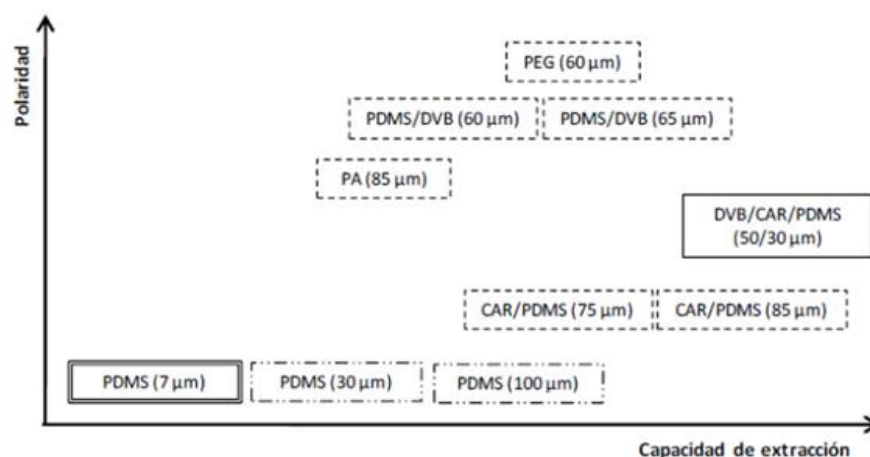 Polaridad
PEG (60 μm)
PDMS/DVB (60 μm)
PDMS/DVB (65 μm)
PA (85 μm)
DVB/CAR/PDMS
(50/30 μm)
CAR/PDMS (75 μm)
CAR/PDMS (85 μm)
PDMS (7 μm)
PDMS (30 μm)
PDMS (100 μm)
Capacidad de extracción